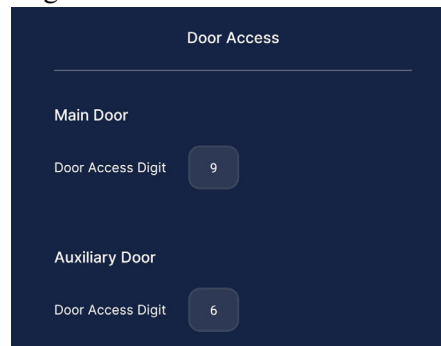 Door Access
Main Door
Door Access Digit 9
Auxiliary Door
Door Access Digit 6